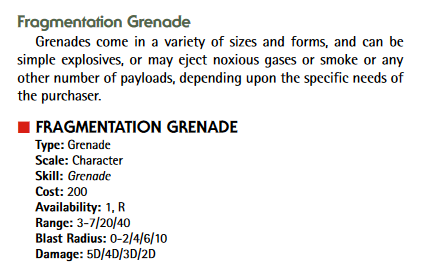 Fragmentation Grenade
Grenades come in a variety of sizes and forms, and can be
simple explosives, or may eject noxious gases or smoke or any
other number of payloads, depending upon the specific needs of
the purchaser.
FRAGMENTATION GRENADE
Type: Grenade
Scale: Character
Skill: Grenade
Cost: 200
Availability: 1, R
Range: 3-7/20/40
Blast Radius: 0-2/4/6/10
Damage: 5D/4D/3D/2D